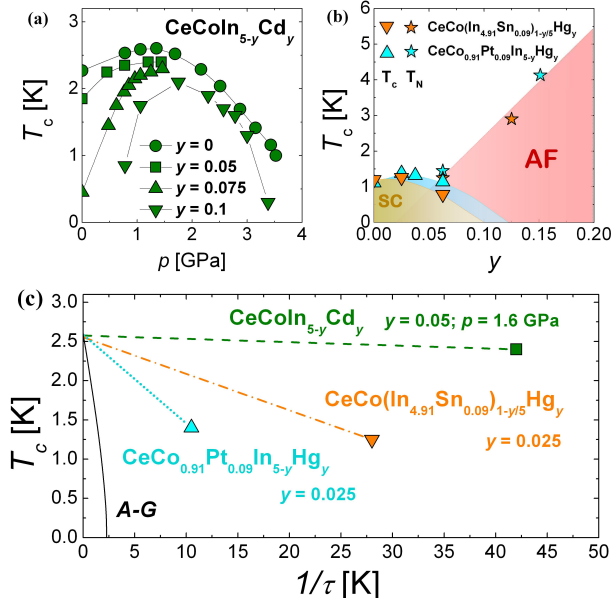 (a)
CeCoIn5-yCdy
Tc [K]
3
2
1
0
y = 0
y = 0.05
y = 0.075
y = 0.1
0 1 2 3 4
p [GPa]
(b)
CeCo(In4.91Sn0.09)1-y/5Hgy
CeCo0.91Pt0.09In5-yHgy
Tc TN
Tc [K]
6
5
4
3
2
1
0
AF
SC
0.00 0.05 0.10 0.15 0.20
y
(c)
CeCoIn5-yCdy
y = 0.05; p = 1.6 GPa
Tc [K]
3.0
2.5
2.0
1.5
1.0
0.5
0.0
CeCo(In4.91Sn0.09)1-y/5Hgy
y = 0.025
CeCo0.91Pt0.09In5-yHgy
y = 0.025
A-G
0 5 10 15 20 25 30 35 40 45 50
1/τ [K]